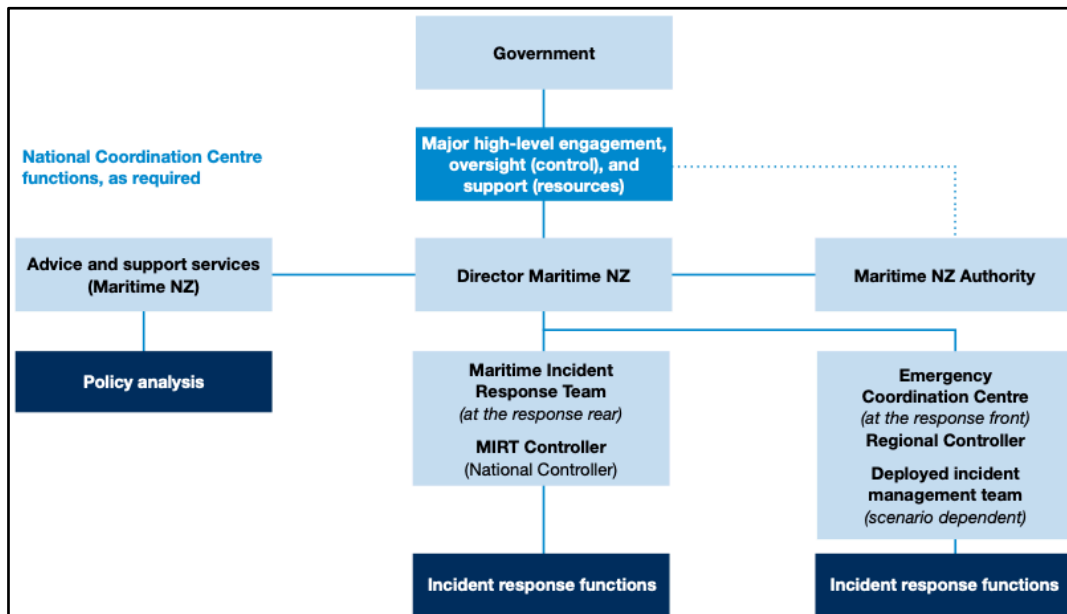 Government
Major high-level engagement,
oversight (control), and
support (resources)
National Coordination Centre
functions, as required
Advice and support services
(Maritime NZ)
Director Maritime NZ
Maritime NZ Authority
Policy analysis
Maritime Incident
Response Team
(at the response rear)
MIRT Controller
(National Controller)
Emergency
Coordination Centre
(at the response front)
Regional Controller
Deployed incident
management team
(scenario dependent)
Incident response functions
Incident response functions